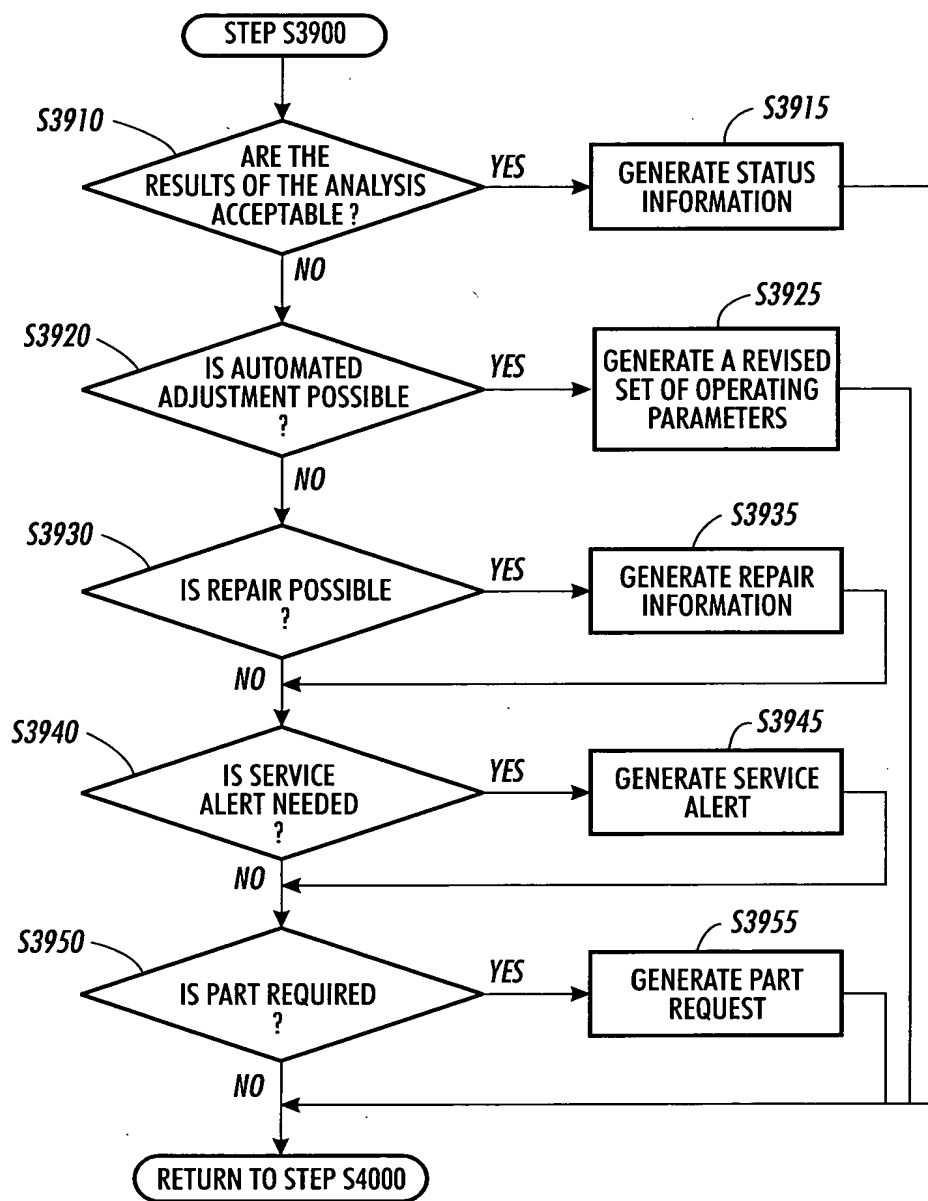 STEP S3900
S3910
ARE THE
RESULTS OF THE ANALYSIS
ACCEPTABLE ?
YES
S3915
GENERATE STATUS
INFORMATION
NO
S3920
IS AUTOMATED
ADJUSTMENT POSSIBLE
?
YES
S3925
GENERATE A REVISED
SET OF OPERATING
PARAMETERS
NO
S3930
IS REPAIR POSSIBLE
?
YES
S3935
GENERATE REPAIR
INFORMATION
NO
S3940
IS SERVICE
ALERT NEEDED
?
YES
S3945
GENERATE SERVICE
ALERT
NO
S3950
IS PART REQUIRED
?
YES
S3955
GENERATE PART
REQUEST
NO
RETURN TO STEP S4000